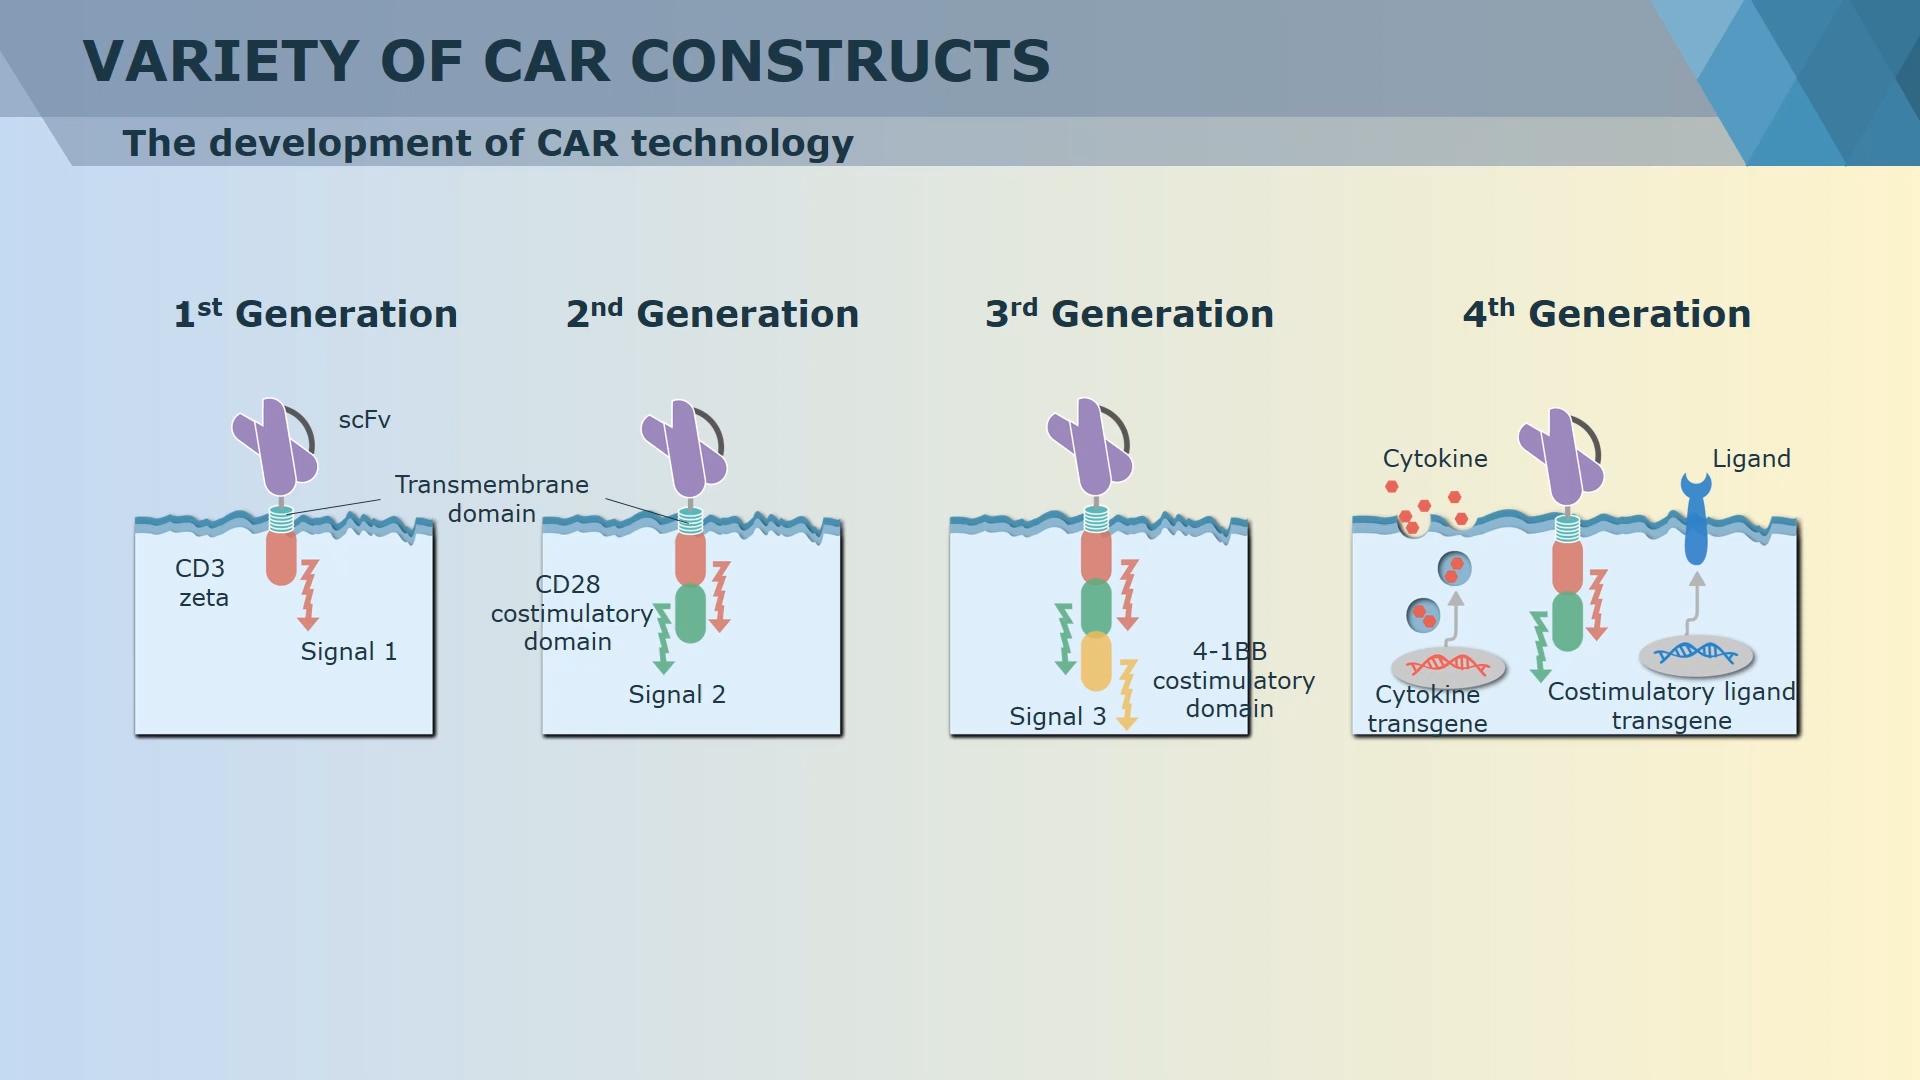 VARIETY OF CAR CONSTRUCTS
The development of CAR technology
1st Generation
2nd Generation
3rd Generation
4th Generation
scFv
Transmembrane
domain
CD3
zeta
Signal 1
CD28
costimulatory
domain
Signal 2
4-1BB
costimulatory
domain
Signal 3
Cytokine
Ligand
Cytokine
transgene
Costimulatory ligand
transgene